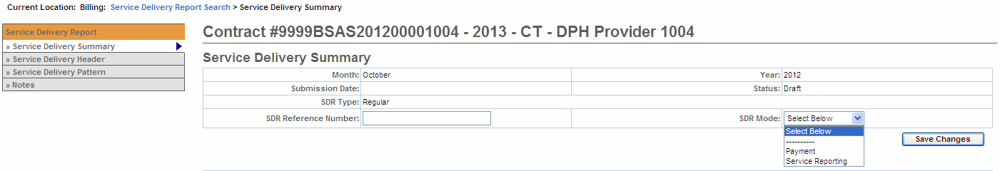 Current Location: Billing: Service Delivery Report Search > Service Delivery Summary
Service Delivery Report
» Service Delivery Summary
» Service Delivery Header
» Service Delivery Pattern
» Notes
Contract #9999BSAS201200001004 - 2013 - CT - DPH Provider 1004
Service Delivery Summary
Month: October Year: 2012
Submission Date: Status: Draft
SDR Type: Regular
SDR Reference Number: SDR Mode: Select Below
Select Below
----------
Payment
Service Reporting
Save Changes